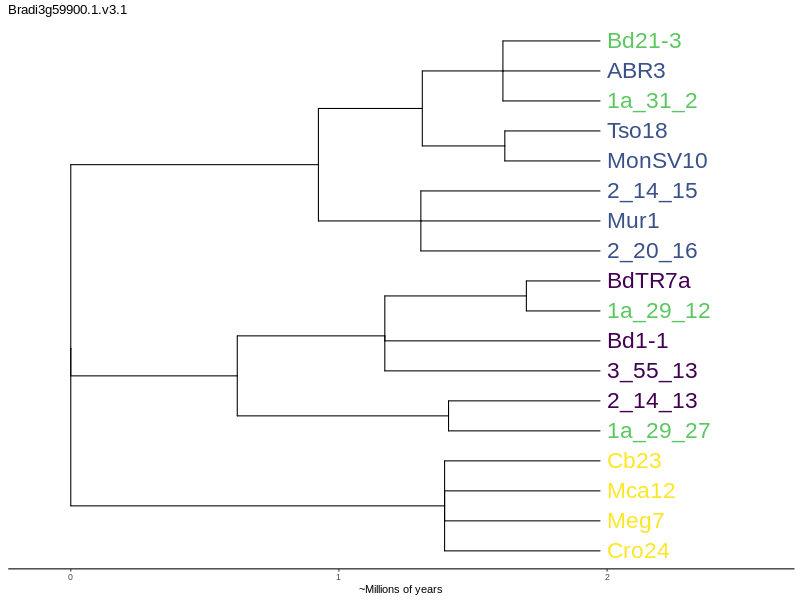 Bradi3g59900.1.v3.1
Bd21-3
ABR3
1a_31_2
Tso18
MonSV10
2_14_15
Mur1
2_20_16
BdTR7a
1a_29_12
Bd1-1
3_55_13
2_14_13
1a_29_27
Cb23
Mca12
Meg7
Cro24
0 1 2
~Millions of years